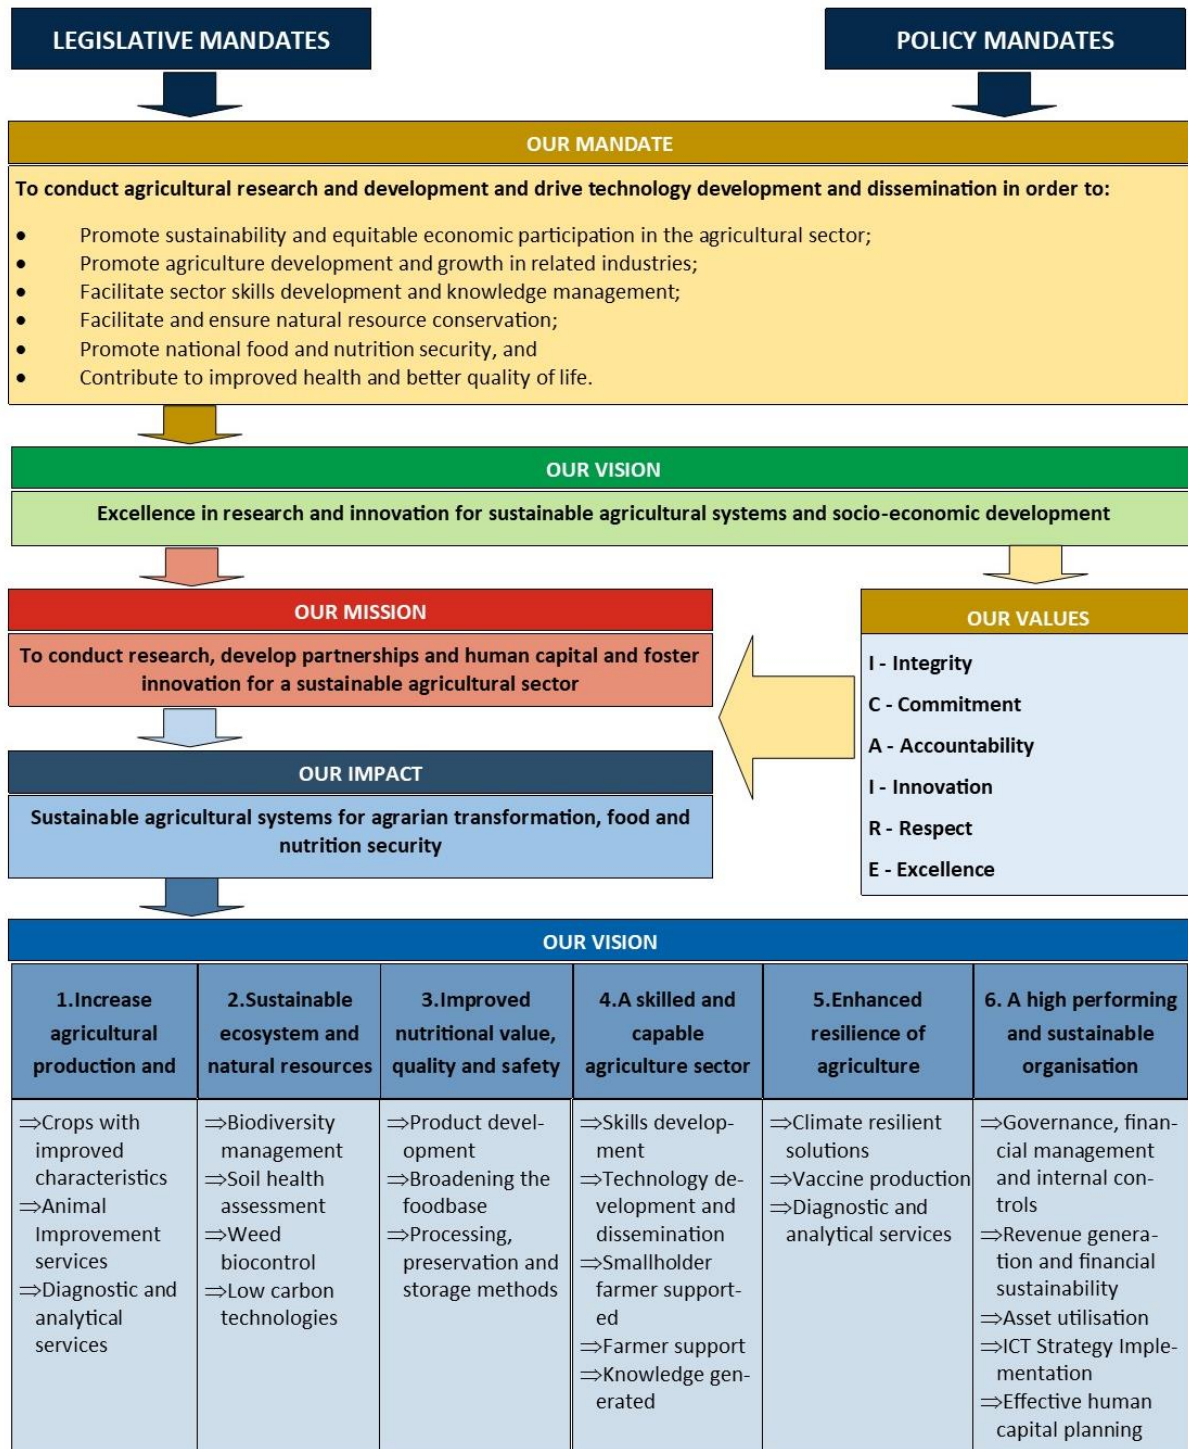 LEGISLATIVE MANDATES
POLICY MANDATES
OUR MANDATE
To conduct agricultural research and development and drive technology development and dissemination in order to:
● Promote sustainability and equitable economic participation in the agricultural sector;
● Promote agriculture development and growth in related industries;
● Facilitate sector skills development and knowledge management;
● Facilitate and ensure natural resource conservation;
● Promote national food and nutrition security, and
● Contribute to improved health and better quality of life.
OUR VISION
Excellence in research and innovation for sustainable agricultural systems and socio-economic development
OUR MISSION
To conduct research, develop partnerships and human capital and foster
innovation for a sustainable agricultural sector
OUR VALUES
I - Integrity
C - Commitment
A - Accountability
I - Innovation
R - Respect
E - Excellence
OUR IMPACT
Sustainable agricultural systems for agrarian transformation, food and
nutrition security
OUR VISION
1.Increase
agricultural
production and
⇒Crops with
improved
characteristics
⇒Animal
Improvement
services
⇒Diagnostic and
analytical
services
2.Sustainable
ecosystem and
natural resources
⇒Biodiversity
management
⇒Soil health
assessment
⇒Weed
biocontrol
⇒Low carbon
technologies
3.Improved
nutritional value,
quality and safety
⇒Product devel-
opment
⇒Broadening the
foodbase
⇒Processing,
preservation and
storage methods
4.A skilled and
capable
agriculture sector
⇒Skills develop-
ment
⇒Technology de-
velopment and
dissemination
⇒Smallholder
farmer support-
ed
⇒Farmer support
⇒Knowledge gen-
erated
5.Enhanced
resilience of
agriculture
⇒Climate resilient
solutions
⇒Vaccine production
⇒Diagnostic and
analytical services
6. A high performing
and sustainable
organisation
⇒Governance, finan-
cial management
and internal con-
trols
⇒Revenue genera-
tion and financial
sustainability
⇒Asset utilisation
⇒ICT Strategy Imple-
mentation
⇒Effective human
capital planning